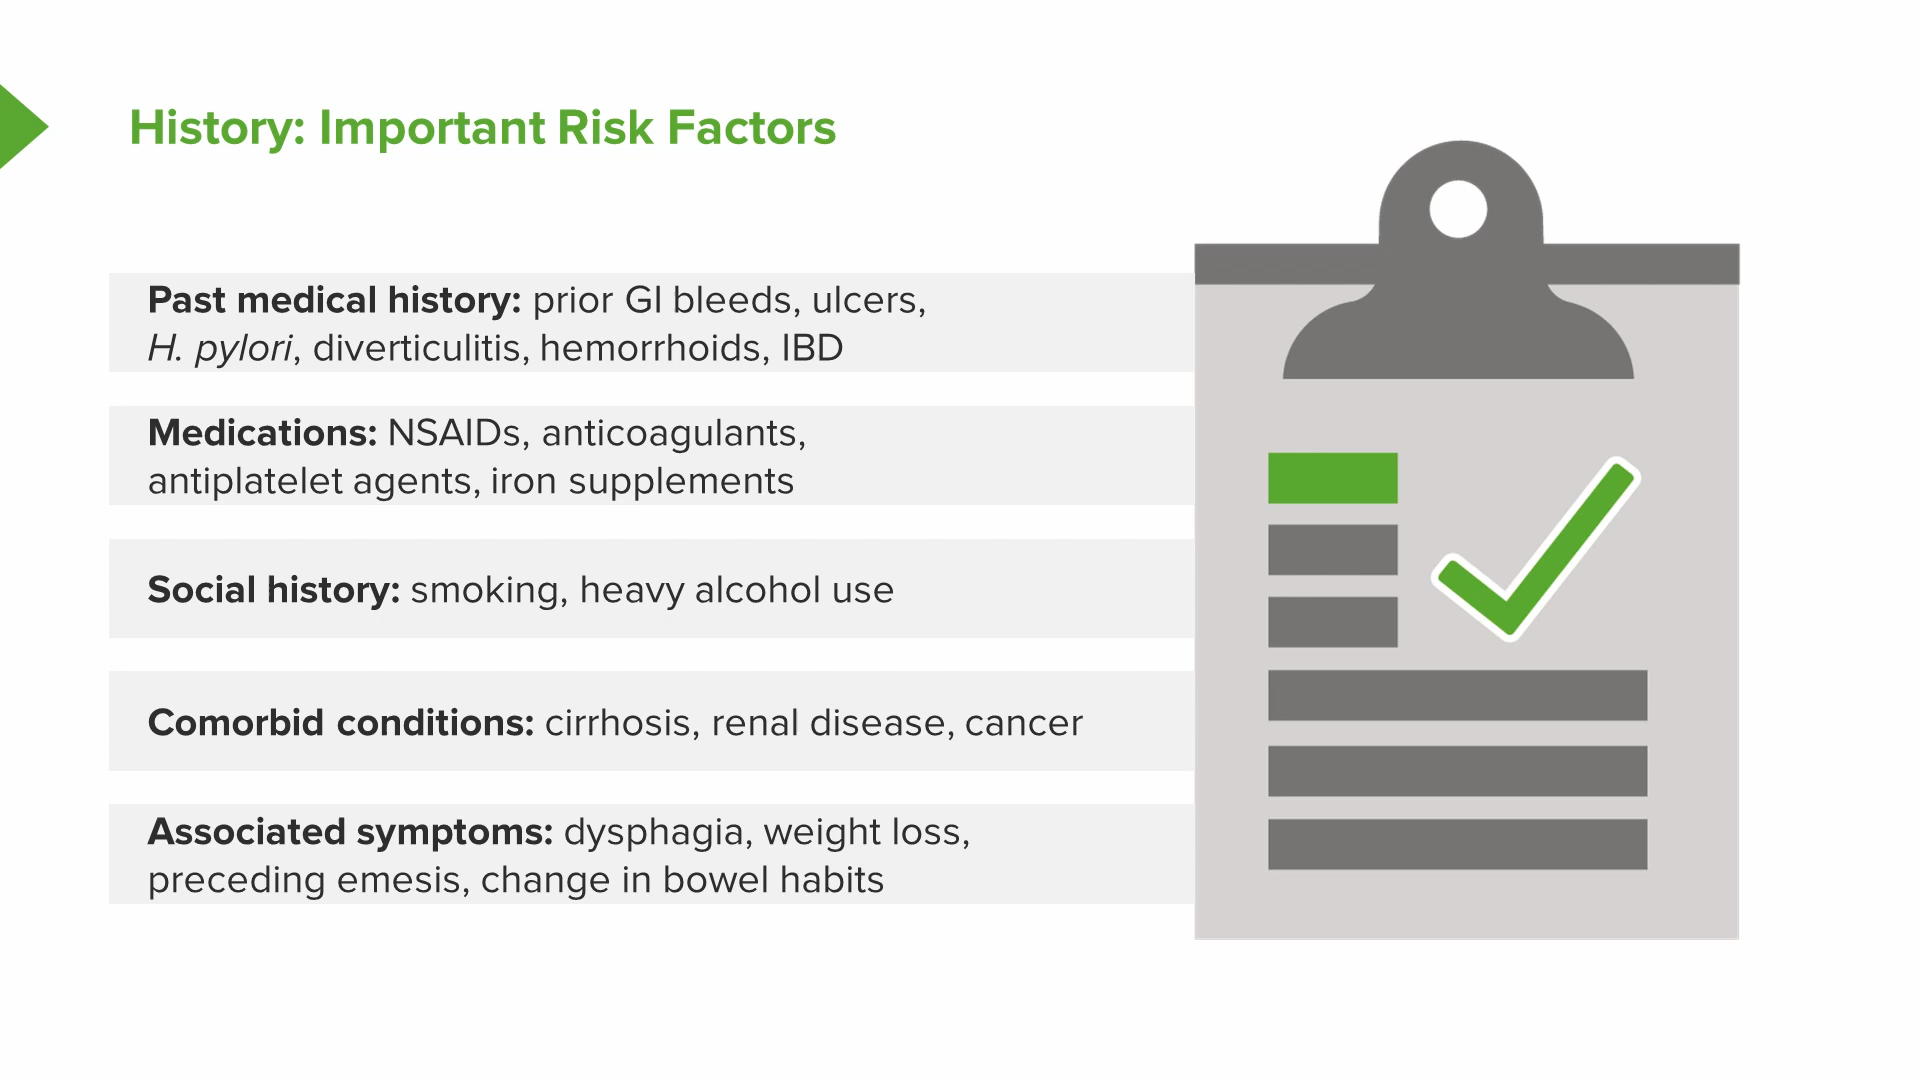 History: Important Risk Factors
Past medical history: prior GI bleeds, ulcers,
H. pylori, diverticulitis, hemorrhoids, IBD
Medications: NSAIDs, anticoagulants,
antiplatelet agents, iron supplements
Social history: smoking, heavy alcohol use
Comorbid conditions: cirrhosis, renal disease, cancer
Associated symptoms: dysphagia, weight loss,
preceding emesis, change in bowel habits